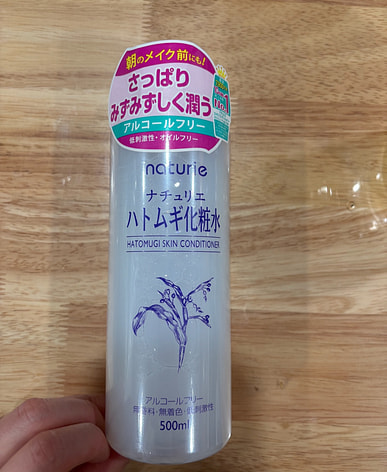 朝のメイク前にも!
さっぱり
みずみずしく潤う
アルコールフリー
低刺激性・オイルフリー
No.1
naturie
ナチュリエ
ハトムギ化粧水
HATOMUGI SKIN CONDITIONER
アルコールフリー
無香料・無着色・低刺激性
500ml